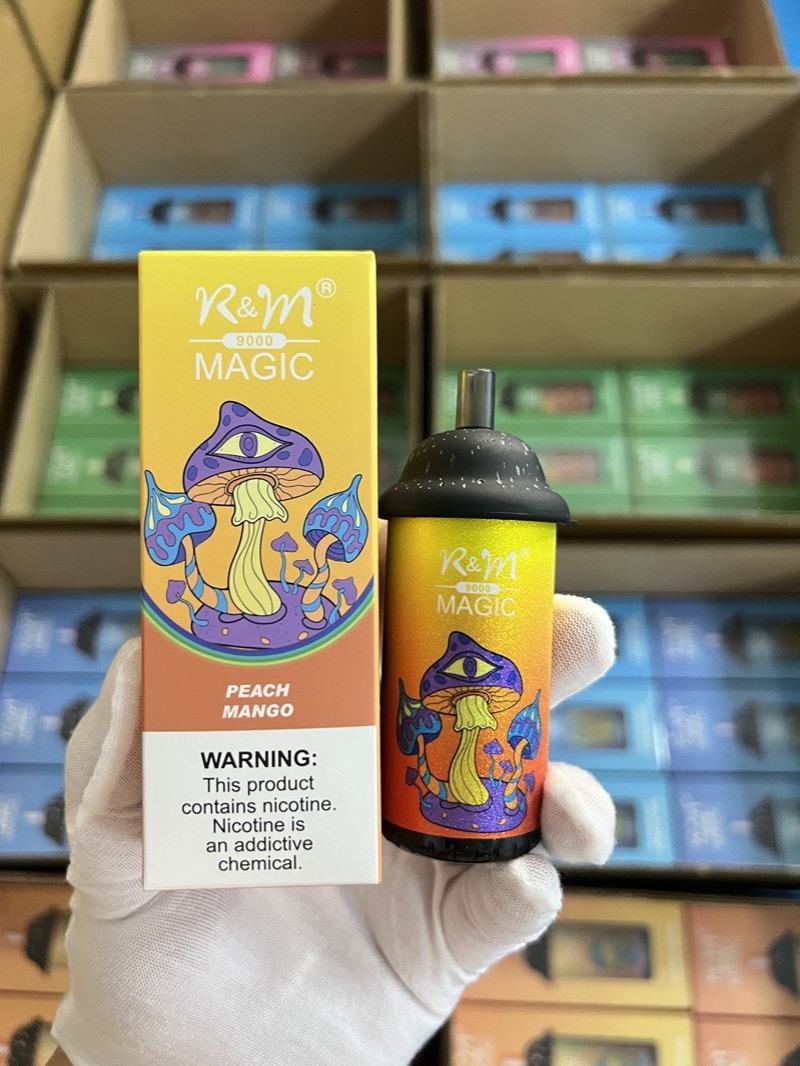 R&M®
9000
MAGIC
PEACH
MANGO
WARNING:
This product
contains nicotine.
Nicotine is
an addictive
chemical.
R&M®
9000
MAGIC